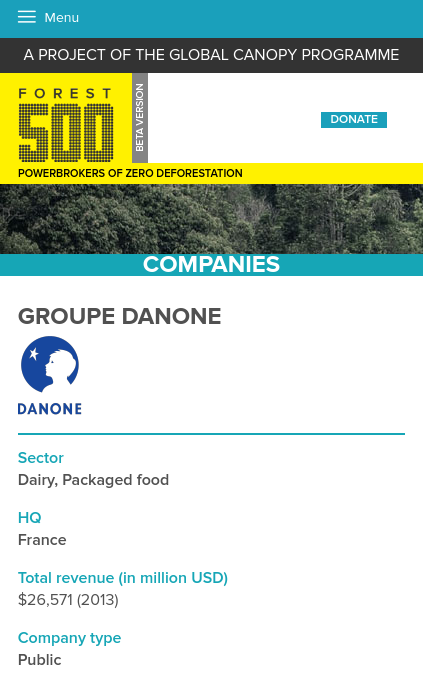 Menu
A PROJECT OF THE GLOBAL CANOPY PROGRAMME
FOREST
500
BETA VERSION
DONATE
POWERBROKERS OF ZERO DEFORESTATION
COMPANIES
GROUPE DANONE
DANONE
Sector
Dairy, Packaged food
HQ
France
Total revenue (in million USD)
$26,571 (2013)
Company type
Public